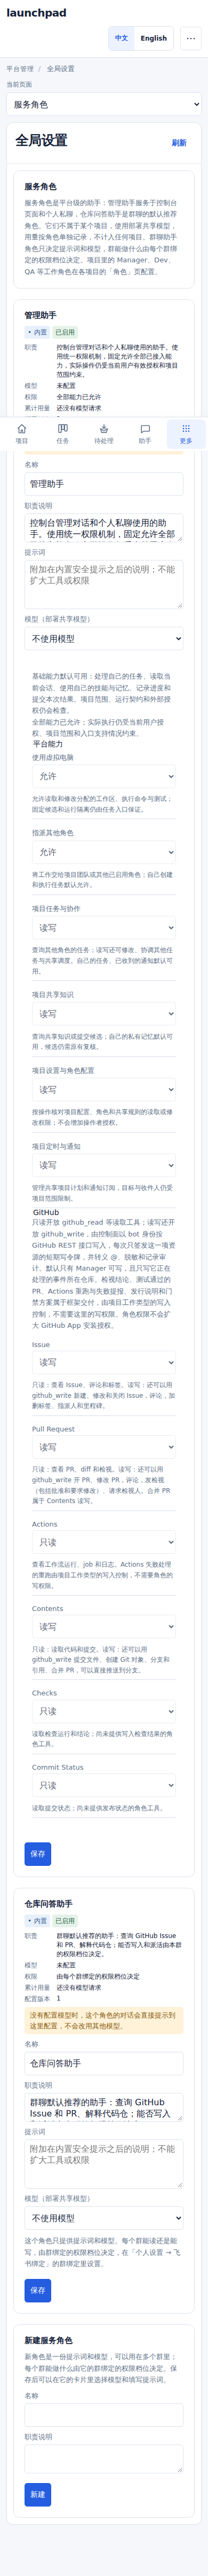 launchpad
中文
English
···
平台管理 / 全局设置
当前页面
服务角色
全局设置
刷新
服务角色
服务角色是平台级的助手：管理助手服务于控制台
页面和个人私聊，仓库问答助手是群聊的默认推荐
角色。它们不属于某个项目，使用部署共享模型，
用量按角色单独记录，不计入任何项目。群聊助手
角色只决定提示词和模型，群能做什么由每个群绑
定的权限档位决定。项目里的 Manager、Dev、
QA 等工作角色在各项目的「角色」页配置。
管理助手
• 内置
已启用
职责
控制台管理对话和个人私聊使用的助手。使
用统一权限机制，固定允许全部已接入能
力，实际操作仍受当前用户有效授权和项目
范围约束。
模型
未配置
权限
全部能力已允许
累计用量
还没有模型请求
项目
任务
待处理
助手
更多
名称
管理助手
职责说明
控制台管理对话和个人私聊使用的助
手。使用统一权限机制，固定允许全部
提示词
附加在内置安全提示之后的说明；不能
扩大工具或权限
模型（部署共享模型）
不使用模型
基础能力默认可用：处理自己的任务、读取当
前会话、使用自己的技能与记忆、记录进度和
提交本次结果。项目范围、运行契约和外部授
权仍会检查。
全部能力已允许；实际执行仍受当前用户授
权、项目范围和入口支持情况约束。
平台能力
使用虚拟电脑
允许
允许读取和修改分配的工作区、执行命令与测试；
固定候选和运行隔离仍由任务入口保证。
指派其他角色
允许
将工作交给项目团队或其他已启用角色；自己创建
和执行任务默认允许。
项目任务与协作
读写
查询其他角色的任务；读写还可修改、协调其他任
务与共享调度。自己的任务、已收到的通知默认可
用。
项目共享知识
读写
查询共享知识或提交候选；自己的私有记忆默认可
用，候选仍需原有复核。
项目设置与角色配置
读写
按操作核对项目配置、角色和共享规则的读取或修
改权限；不会增加操作者授权。
项目定时与通知
读写
管理共享项目计划和通知订阅，目标与收件人仍受
项目范围限制。
GitHub
只读开放 github_read 等读取工具；读写还开
放 github_write，由控制面以 bot 身份按
GitHub REST 接口写入，每次只签发这一项资
源的短期写令牌，并转义 @、脱敏和记录审
计。默认只有 Manager 可写，且只写它正在
处理的事件所在仓库。检视结论、测试通过的
PR、Actions 重跑与失败提报、发行说明和门
禁方案属于框架交付，由项目工作类型的写入
控制，不需要这里的写权限。角色权限不会扩
大 GitHub App 安装授权。
Issue
读写
只读：查看 Issue、评论和标签。读写：还可以用
github_write 新建、修改和关闭 Issue，评论，加
删标签、指派人和里程碑。
Pull Request
读写
只读：查看 PR、diff 和检视。读写：还可以用
github_write 开 PR、修改 PR，评论，发检视
（包括批准和要求修改）、请求检视人。合并 PR
属于 Contents 读写。
Actions
只读
查看工作流运行、job 和日志。Actions 失败处理
的重跑由项目工作类型的写入控制，不需要角色的
写权限。
Contents
读写
只读：读取代码和提交。读写：还可以用
github_write 提交文件、创建 Git 对象、分支和
引用、合并 PR，可以直接推送到分支。
Checks
只读
读取检查运行和结论；尚未提供写入检查结果的角
色工具。
Commit Status
只读
读取提交状态；尚未提供发布状态的角色工具。
保存
仓库问答助手
• 内置
已启用
职责
群聊默认推荐的助手：查询 GitHub Issue
和 PR、解释代码仓；能否写入和派活由本群
的权限档位决定。
模型
未配置
权限
由每个群绑定的权限档位决定
累计用量
还没有模型请求
配置版本
1
没有配置模型时，这个角色的对话会直接提示到
这里配置，不会改用其他模型。
名称
仓库问答助手
职责说明
群聊默认推荐的助手：查询 GitHub
Issue 和 PR、解释代码仓；能否写入
提示词
附加在内置安全提示之后的说明；不能
扩大工具或权限
模型（部署共享模型）
不使用模型
这个角色只提供提示词和模型。每个群能读还是能
写，由群绑定的权限档位决定，在「个人设置 → 飞
书绑定」的群绑定里设置。
保存
新建服务角色
新角色是一份提示词和模型，可以用在多个群里；
每个群能做什么由它的群绑定的权限档位决定。保
存后可以在它的卡片里选择模型和填写提示词。
名称
职责说明
新建